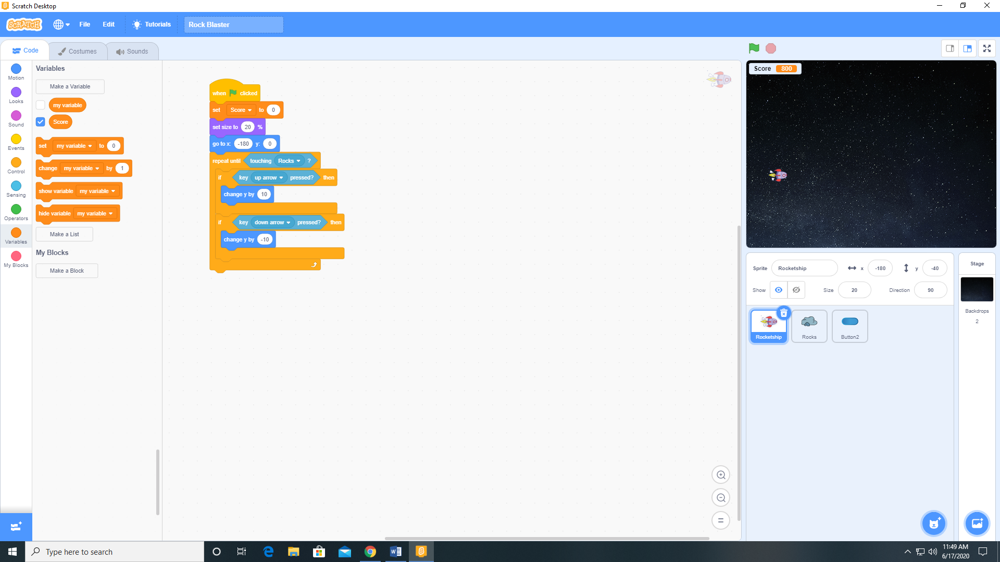 Scratch Desktop
SCRATCH File Edit Tutorials Rock Blaster
Code Costumes Sounds
Motion
Looks
Sound
Events
Control
Sensing
Operators
Variables
My Blocks
Variables
Make a Variable
my variable
Score
set my variable to 0
change my variable by 1
show variable my variable
hide variable my variable
Make a List
My Blocks
Make a Block
when clicked
set Score to 0
set size to 20 %
go to x: -180 y: 0
repeat until touching Rocks ?
if key up arrow pressed? then
change y by 10
if key down arrow pressed? then
change y by -10
Score 800
Sprite Rocketship x -180 y -40
Show Size 20 Direction 90
Rocketship Rocks Button2
Stage
Backdrops
2
Type here to search
11:49 AM
6/17/2020